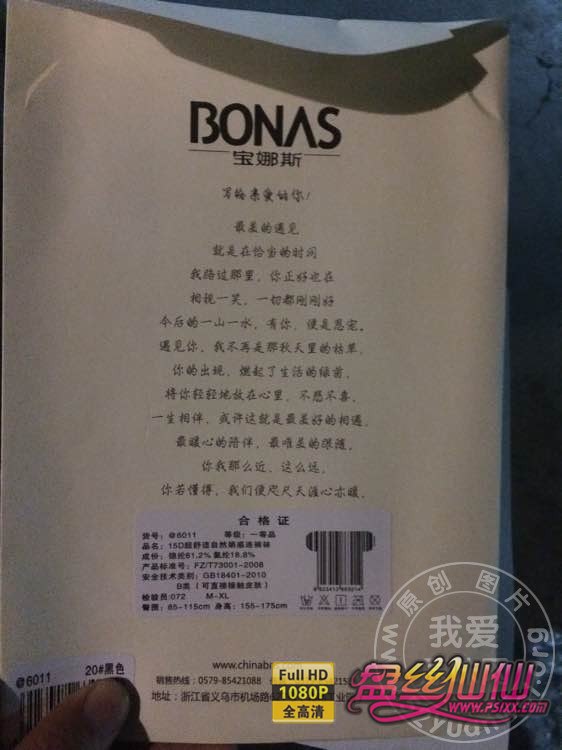 BONAS
宝娜斯
写给亲爱的你!
最美的遇见
就是在恰当的时间
我路过那里,你正好也在
相视一笑,一切都刚刚好
今后的一山一水,有你,便是恩宠。
遇见你,我不再是那秋天里的枯草,
你的出现,燃起了生活的绿茵,
将你轻轻地放在心里,不悲不喜,
一生相伴,或许这就是最美好的相遇,
最暖心的陪伴,最唯美的跟随,
你我那么近,这么远,
你若懂得,我们便咫尺天涯心亦暖。
合格证
货号:@6011 等级:一等品
品名:15D超舒适自然裆感连裤袜
成份:锦纶81.2% 氨纶18.8%
产品标准号:FZ/T73001-2008
安全技术类别:GB18401-2010
B类(可直接接触皮肤)
检验员:072 M-XL
臀围:85-115cm 身高:155-175cm
@6011 20#黑色
www.chinab
销售热线:0579-85421088
地址:浙江省义乌市机场路
Full HD
1080P
全高清
盘丝仙仙
www.psixx.com
原创图片
我爱